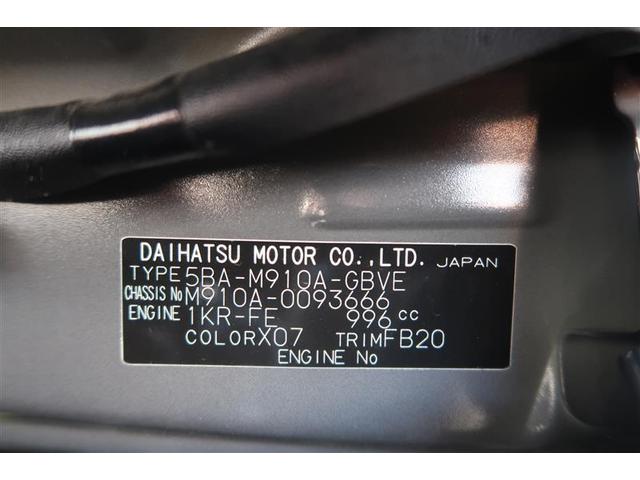 DAIHATSU MOTOR CO.,LTD. JAPAN
TYPE 5BA-M910A-GBVE
CHASSIS No M910A-0093666
ENGINE 1KR-FE 996 cc
COLOR X07 TRIM FB20
ENGINE No